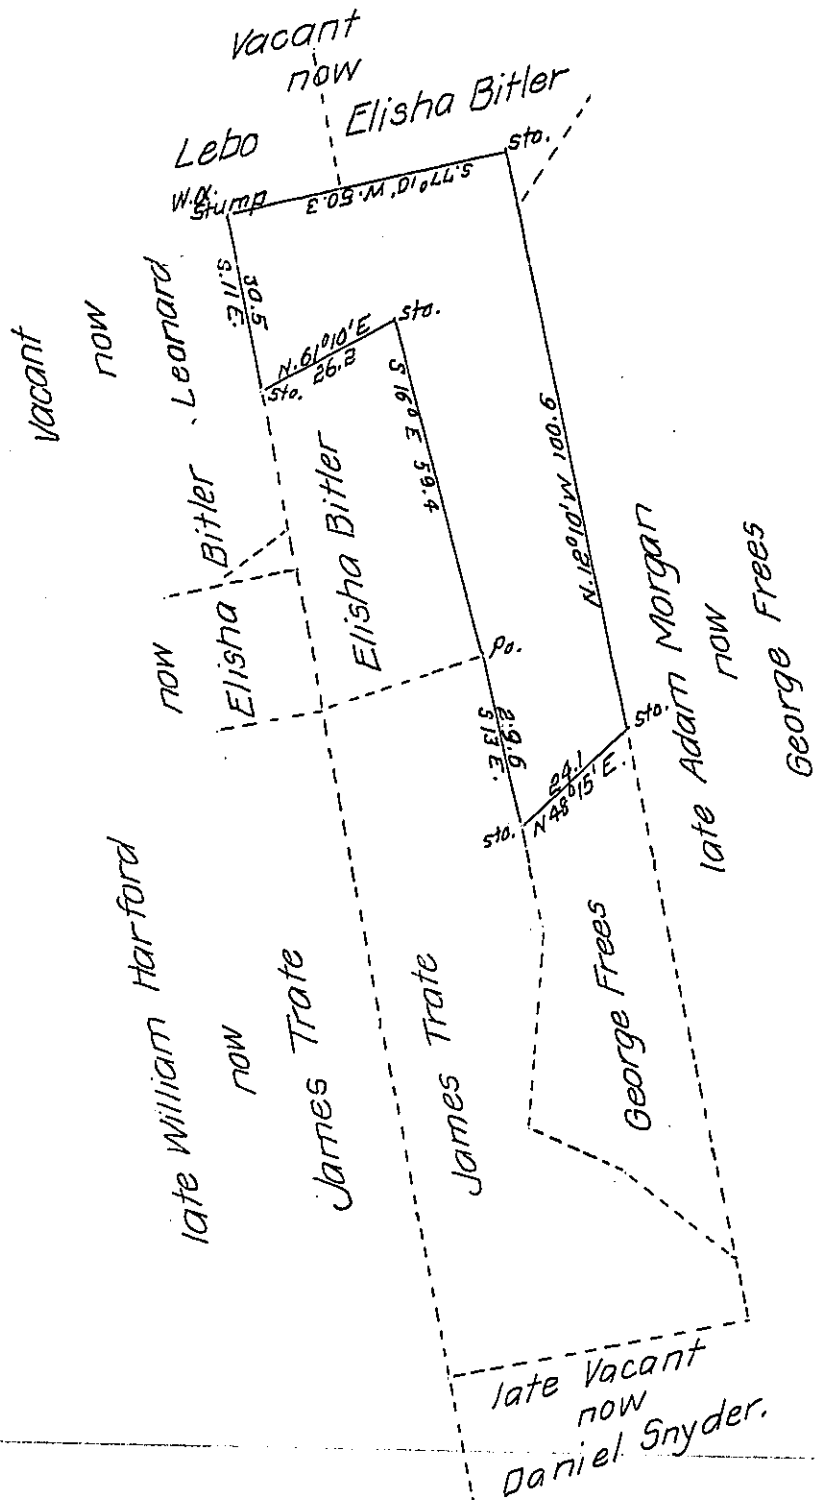 Vacant
now
Lebo
Elisha Bitler
W.O.
Stump
Sto.
S.77°10'W.50.3
30.5
S.11E.
Vacant
now
Leonard
Bitler
N.61°10'E
26.2
Sto.
Sto.
S 16° E 59.4
N.12°10'W 100.6
Elisha Bitler
now
Elisha
Po.
29.6
S 13 E.
24.1
N 48°15' E.
Sto.
Sto.
late Adam Morgan
now
George Frees
late William Harford
now
James Trate
James Trate
George Frees
late Vacant
now
Daniel Snyder.